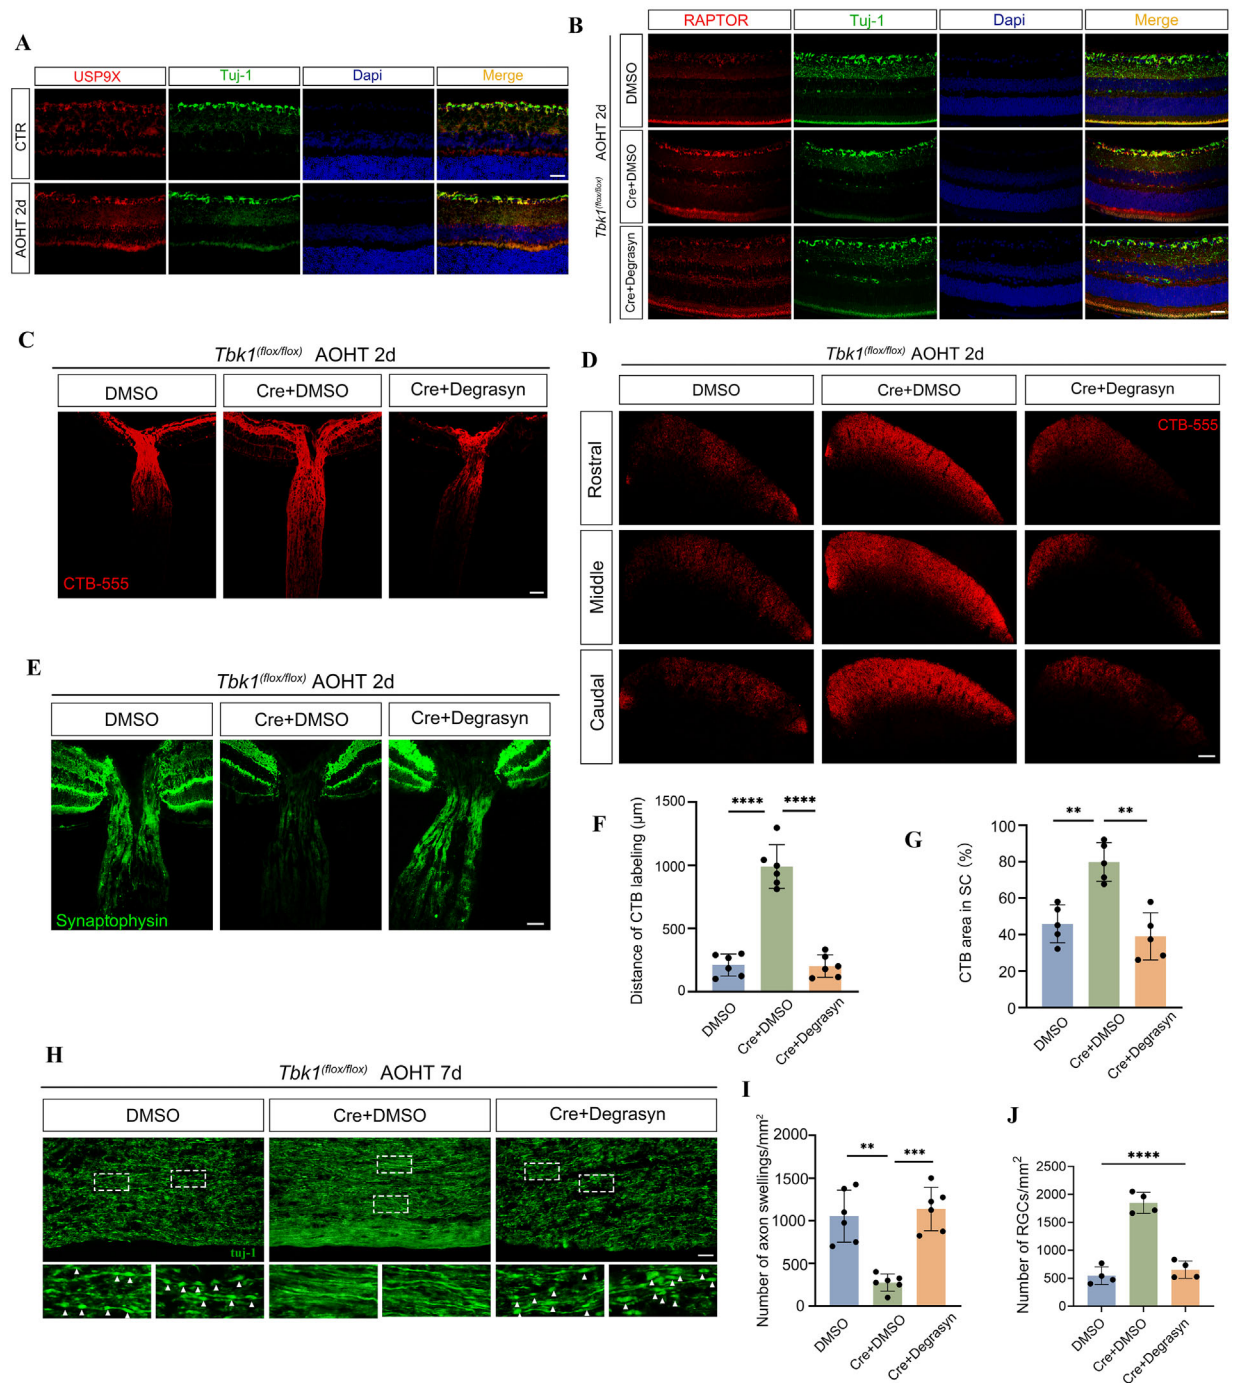 A
USP9X Tuj-1 Dapi Merge
CTR
AOHT 2d
B
RAPTOR Tuj-1 Dapi Merge
Tbk1(flox/flox) AOHT 2d
DMSO
Cre+DMSO
Cre+Degrasyn
C
Tbk1(flox/flox) AOHT 2d
DMSO Cre+DMSO Cre+Degrasyn
CTB-555
D
Tbk1(flox/flox) AOHT 2d
DMSO Cre+DMSO Cre+Degrasyn
CTB-555
Rostral
Middle
Caudal
E
Tbk1(flox/flox) AOHT 2d
DMSO Cre+DMSO Cre+Degrasyn
Synaptophysin
F
Distance of CTB labeling (μm)
1500
1000
500
0
**** ****
DMSO Cre+DMSO Cre+Degrasyn
G
CTB area in SC (%)
100
80
60
40
20
0
** **
DMSO Cre+DMSO Cre+Degrasyn
H
Tbk1(flox/flox) AOHT 7d
DMSO Cre+DMSO Cre+Degrasyn
tuj-1
I
Number of axon swellings/mm2
2000
1500
1000
500
0
** ***
DMSO Cre+DMSO Cre+Degrasyn
J
Number of RGCs/mm2
2500
2000
1500
1000
500
0
****
DMSO Cre+DMSO Cre+Degrasyn